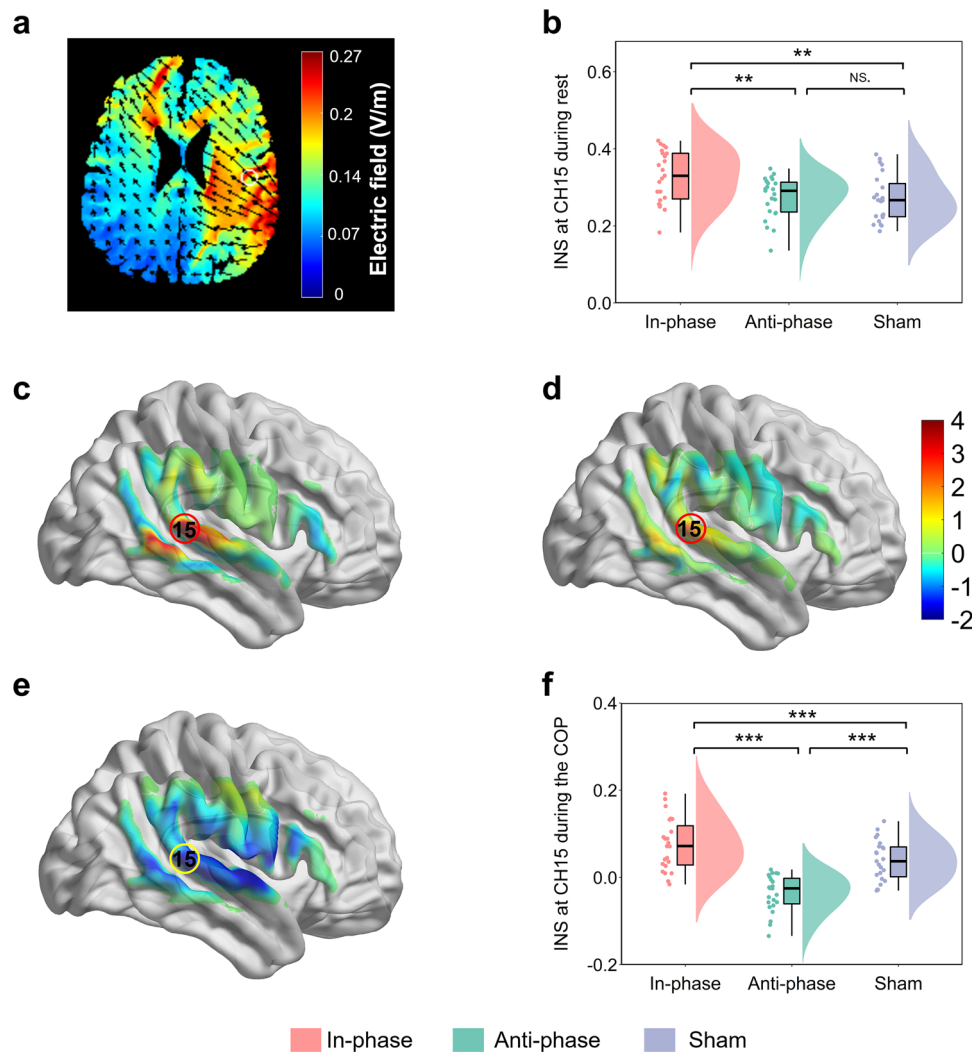 a
0.27
0.2
0.14
0.07
0
Electric field (V/m)
b
INS at CH15 during rest
0.6
0.4
0.2
0.0
**
**
NS.
In-phase
Anti-phase
Sham
c
15
d
15
4
3
2
1
0
-1
-2
e
15
f
INS at CH15 during the COP
0.4
0.2
0.0
-0.2
***
***
***
In-phase
Anti-phase
Sham
In-phase
Anti-phase
Sham